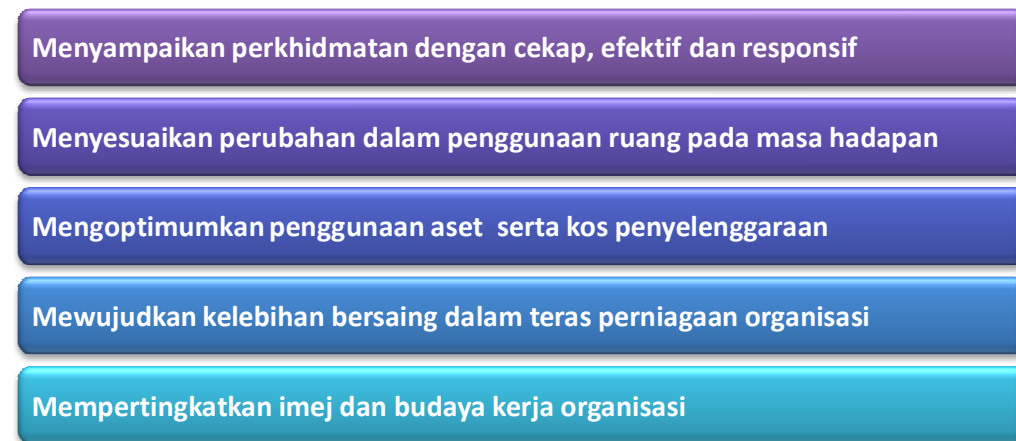 Menyampaikan perkhidmatan dengan cekap, efektif dan responsif
Menyesuaikan perubahan dalam penggunaan ruang pada masa hadapan
Mengoptimumkan penggunaan aset serta kos penyelenggaraan
Mewujudkan kelebihan bersaing dalam teras perniagaan organisasi
Mempertingkatkan imej dan budaya kerja organisasi